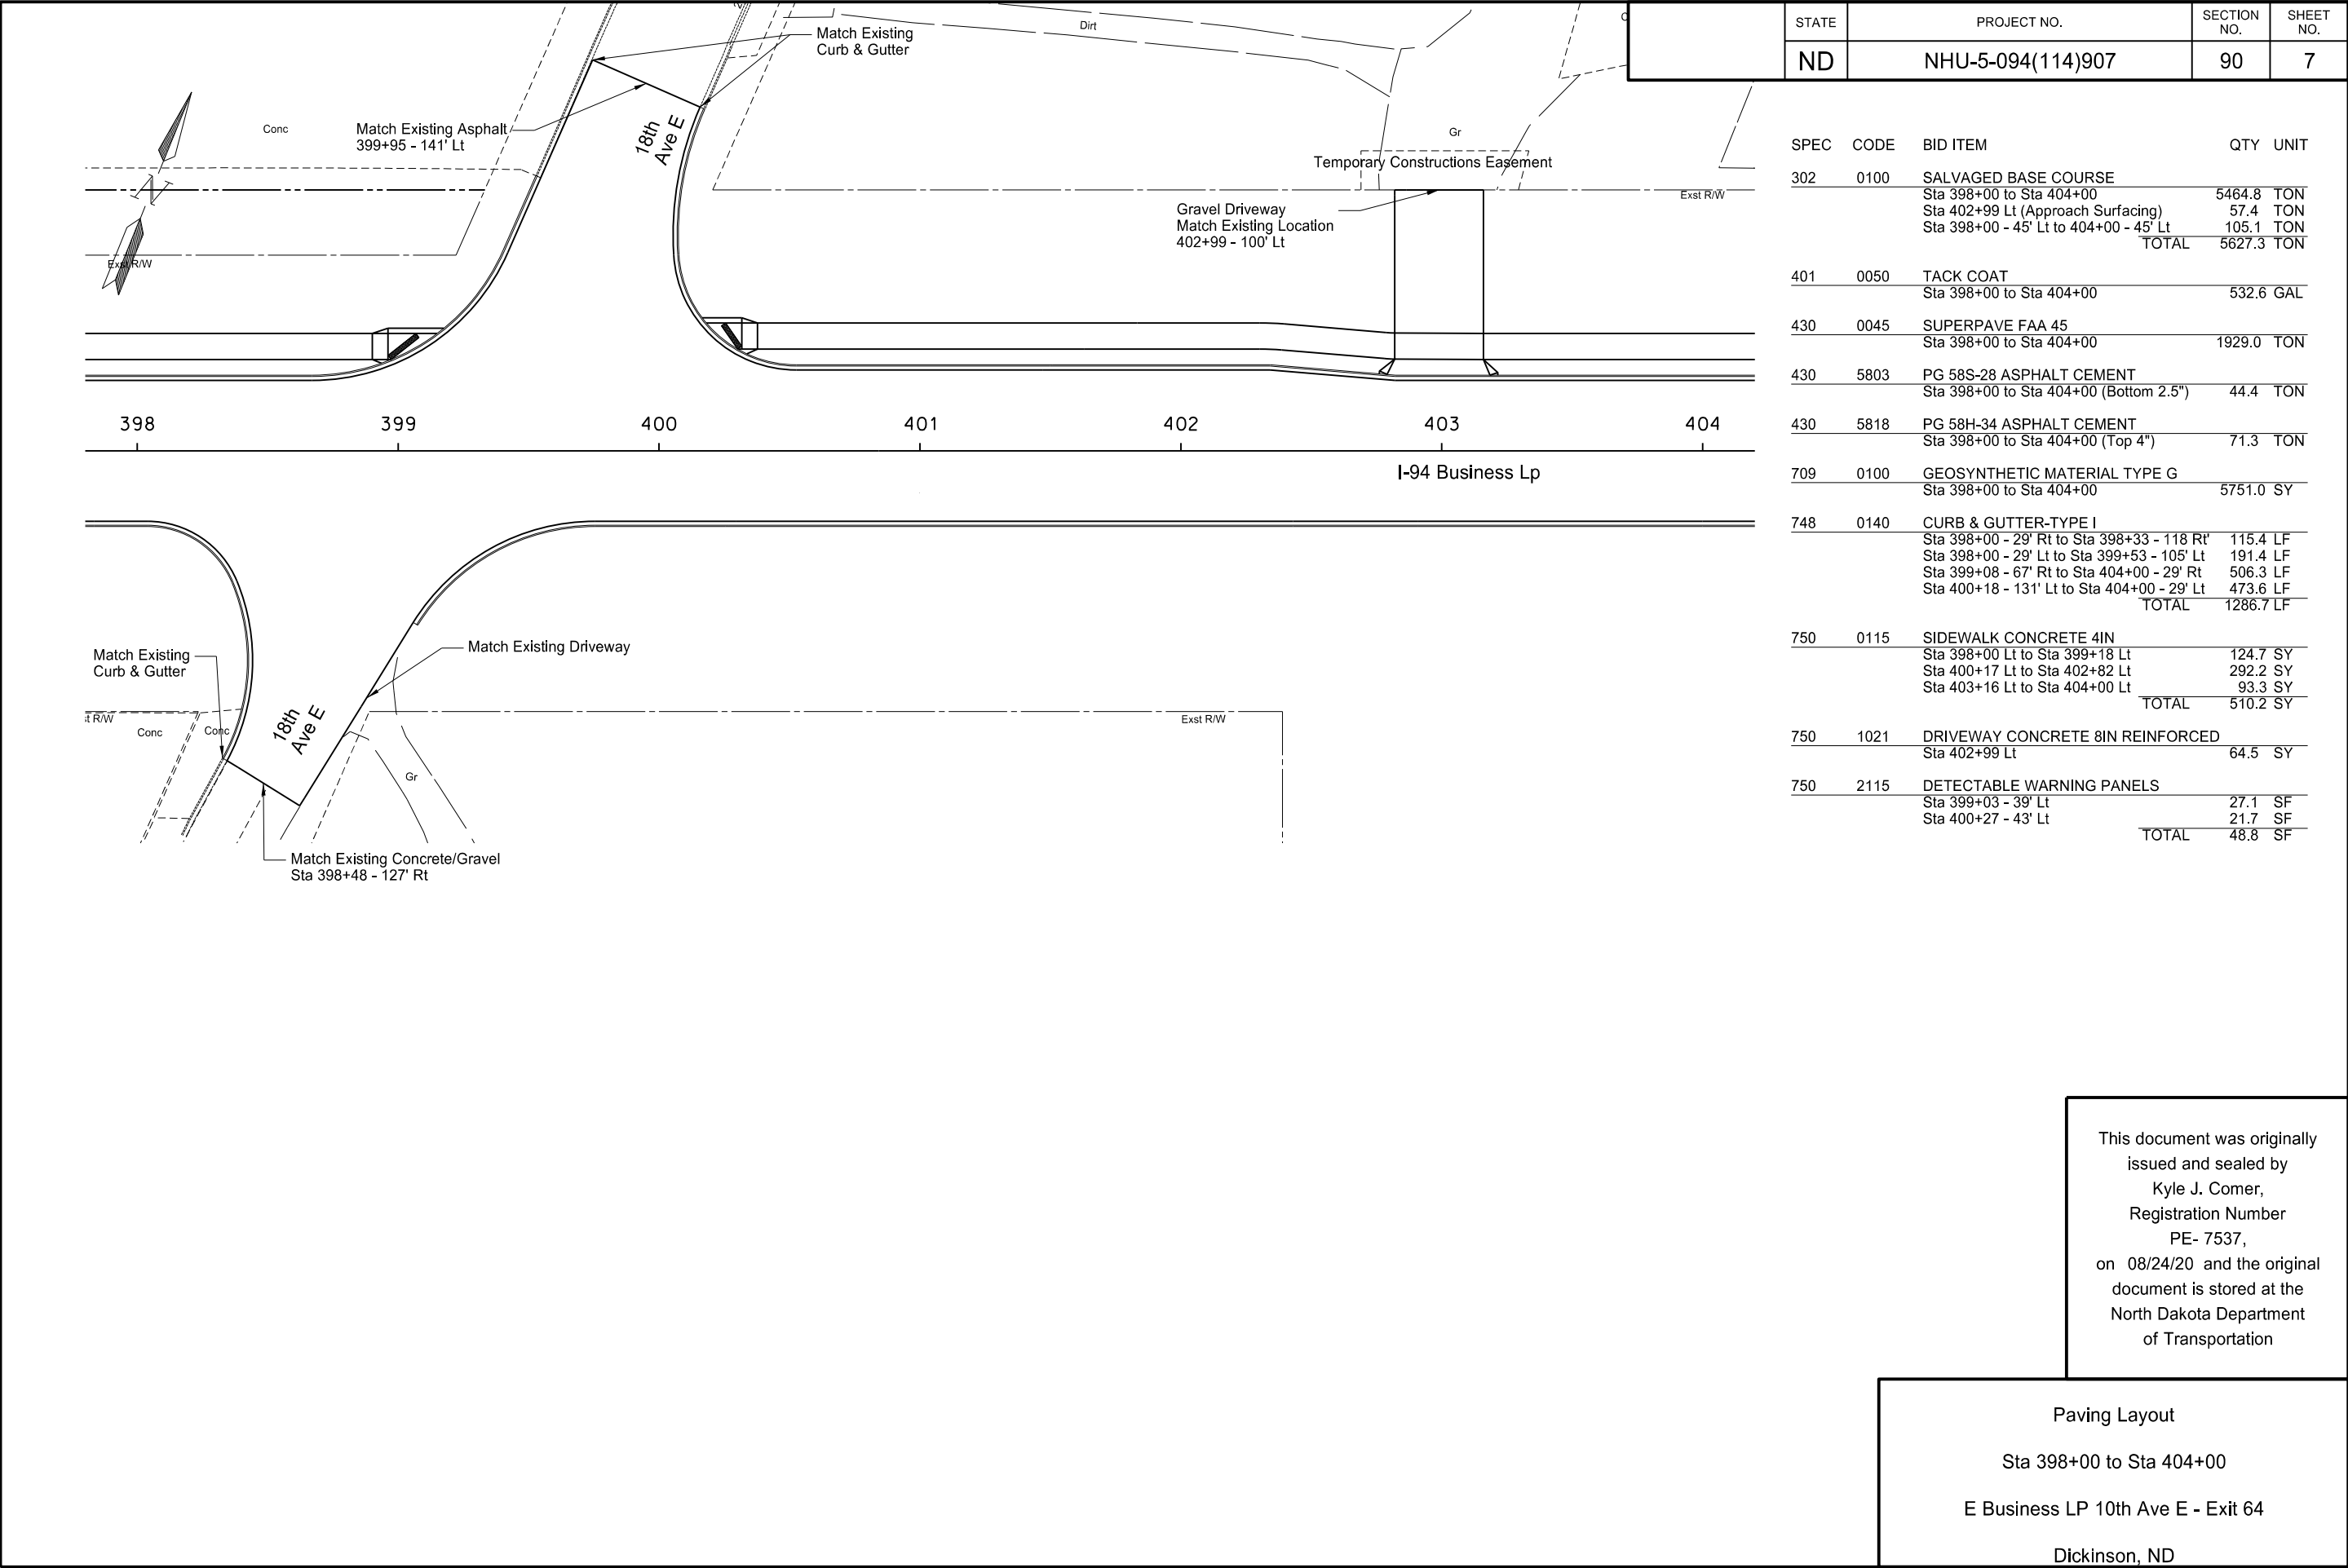 STATE PROJECT NO. SECTION NO. SHEET NO.
ND NHU-5-094(114)907 90 7
Dirt
Match Existing
Curb & Gutter
Conc
Match Existing Asphalt
399+95 - 141' Lt
18th
Ave E
Gr
Temporary Constructions Easement
Exst R/W
Gravel Driveway
Match Existing Location
402+99 - 100' Lt
N
Exst R/W
398 399 400 401 402 403 404
I-94 Business Lp
Match Existing Driveway
Match Existing
Curb & Gutter
t R/W
Conc
Conc
18th
Ave E
Exst R/W
Gr
Match Existing Concrete/Gravel
Sta 398+48 - 127' Rt
SPEC CODE BID ITEM QTY UNIT
302 0100 SALVAGED BASE COURSE
Sta 398+00 to Sta 404+00 5464.8 TON
Sta 402+99 Lt (Approach Surfacing) 57.4 TON
Sta 398+00 - 45' Lt to 404+00 - 45' Lt 105.1 TON
TOTAL 5627.3 TON
401 0050 TACK COAT
Sta 398+00 to Sta 404+00 532.6 GAL
430 0045 SUPERPAVE FAA 45
Sta 398+00 to Sta 404+00 1929.0 TON
430 5803 PG 58S-28 ASPHALT CEMENT
Sta 398+00 to Sta 404+00 (Bottom 2.5") 44.4 TON
430 5818 PG 58H-34 ASPHALT CEMENT
Sta 398+00 to Sta 404+00 (Top 4") 71.3 TON
709 0100 GEOSYNTHETIC MATERIAL TYPE G
Sta 398+00 to Sta 404+00 5751.0 SY
748 0140 CURB & GUTTER-TYPE I
Sta 398+00 - 29' Rt to Sta 398+33 - 118 Rt' 115.4 LF
Sta 398+00 - 29' Lt to Sta 399+53 - 105' Lt 191.4 LF
Sta 399+08 - 67' Rt to Sta 404+00 - 29' Rt 506.3 LF
Sta 400+18 - 131' Lt to Sta 404+00 - 29' Lt 473.6 LF
TOTAL 1286.7 LF
750 0115 SIDEWALK CONCRETE 4IN
Sta 398+00 Lt to Sta 399+18 Lt 124.7 SY
Sta 400+17 Lt to Sta 402+82 Lt 292.2 SY
Sta 403+16 Lt to Sta 404+00 Lt 93.3 SY
TOTAL 510.2 SY
750 1021 DRIVEWAY CONCRETE 8IN REINFORCED
Sta 402+99 Lt 64.5 SY
750 2115 DETECTABLE WARNING PANELS
Sta 399+03 - 39' Lt 27.1 SF
Sta 400+27 - 43' Lt 21.7 SF
TOTAL 48.8 SF
This document was originally
issued and sealed by
Kyle J. Comer,
Registration Number
PE- 7537,
on 08/24/20 and the original
document is stored at the
North Dakota Department
of Transportation
Paving Layout
Sta 398+00 to Sta 404+00
E Business LP 10th Ave E - Exit 64
Dickinson, ND